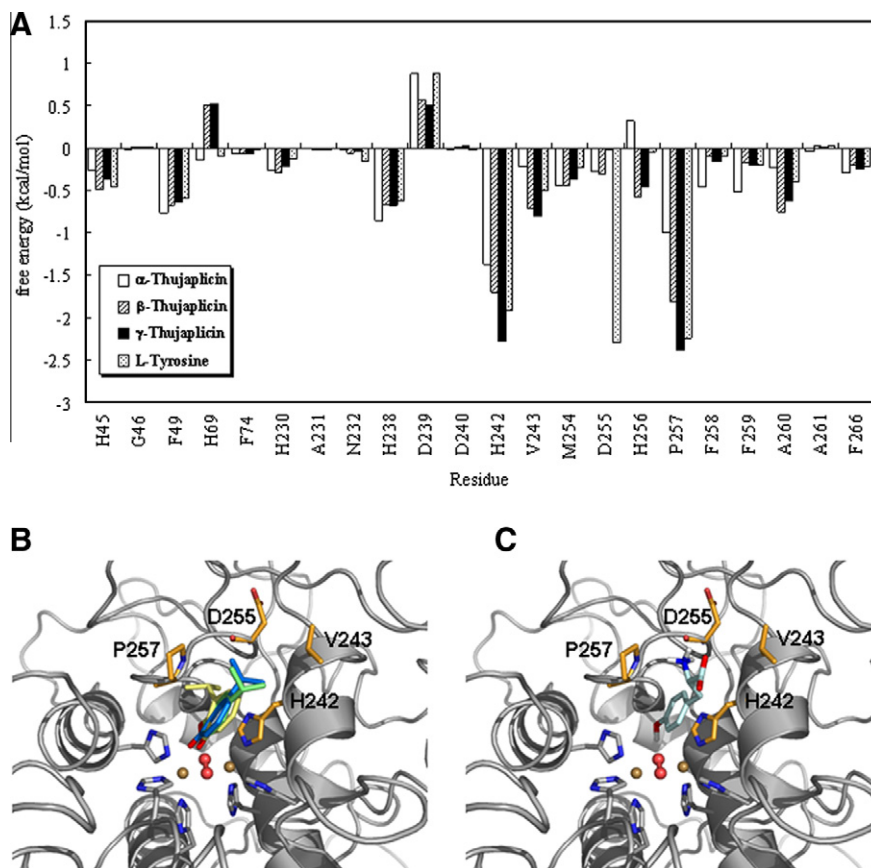 A
free energy (kcal/mol)
1.5
1
0.5
0
-0.5
-1
-1.5
-2
-2.5
-3
α-Thujaplicin
β-Thujaplicin
γ-Thujaplicin
L-Tyrosine
H45
G46
F49
H69
F74
H230
A231
N232
H238
D239
D240
H242
V243
M254
D255
H256
P257
F258
F259
A260
A261
F266
Residue
B
D255
V243
P257
H242
C
D255
V243
P257
H242